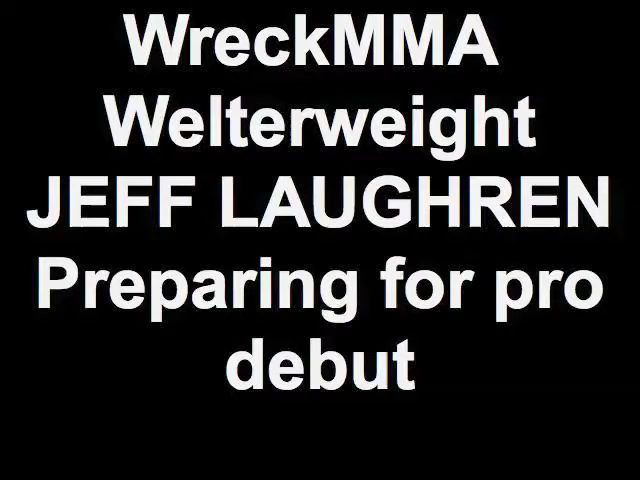 WreckMMA
Welterweight
JEFF LAUGHREN
Preparing for pro
debut